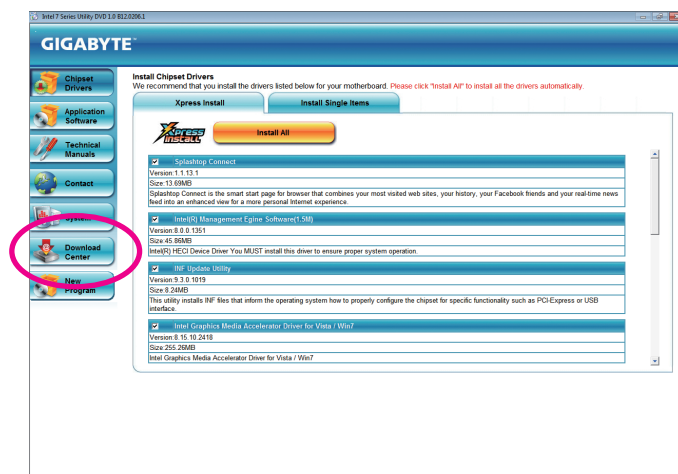 Intel 7 Series Utility DVD 1.0 B12.0206.1
GIGABYTE™
Chipset
Drivers
Application
Software
Technical
Manuals
Contact
System
Download
Center
New
Program
Install Chipset Drivers
We recommend that you install the drivers listed below for your motherboard. Please click "Install All" to install all the drivers automatically.
Xpress Install
Install Single Items
Xpress
Install
Install All
Splashtop Connect
Version:1.1.13.1
Size:13.69MB
Splashtop Connect is the smart start page for browser that combines your most visited web sites, your history, your Facebook friends and your real-time news
feed into an enhanced view for a more personal Internet experience.
Intel(R) Management Egine Software(1.5M)
Version:8.0.0.1351
Size:45.86MB
Intel(R) HECI Device Driver You MUST install this driver to ensure proper system operation.
INF Update Utility
Version:9.3.0.1019
Size:8.24MB
This utility installs INF files that inform the operating system how to properly configure the chipset for specific functionality such as PCI-Express or USB
interface.
Intel Graphics Media Accelerator Driver for Vista / Win7
Version:8.15.10.2418
Size:255.26MB
Intel Graphics Media Accelerator Driver for Vista / Win7